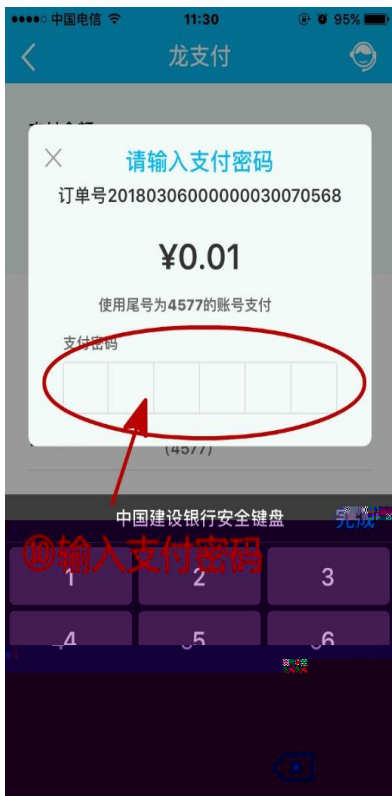 中国电信 11:30 95%
龙支付
请输入支付密码
订单号20180306000000030070568
¥0.01
使用尾号为4577的账号支付
支付密码
(4577)
中国建设银行安全键盘 完成
⑩输入支付密码
1 2 3
4 5 6